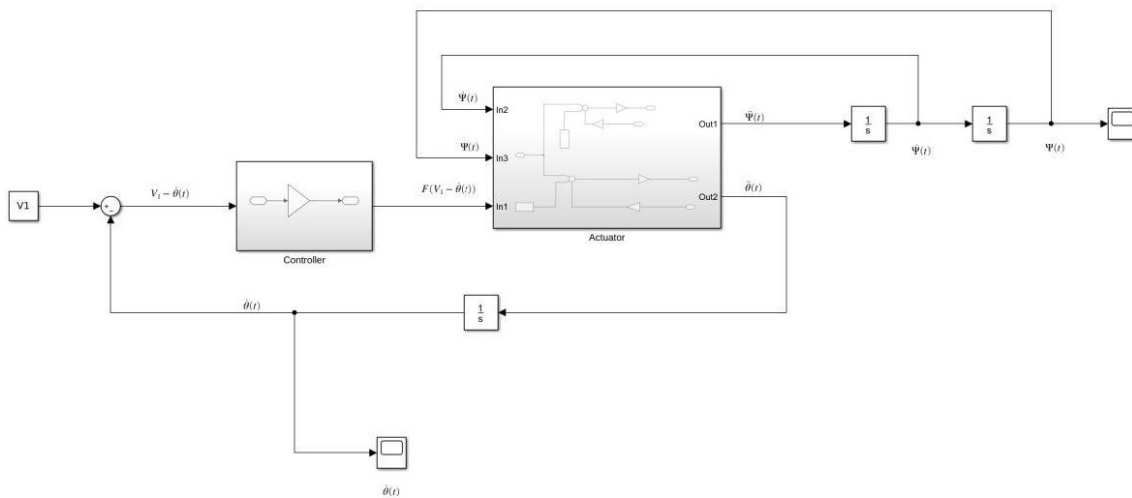 Ψ̇(t)
In2
Out1
Ψ̈(t)
1
s
1
s
Ψ̇(t)
Ψ(t)
Ψ(t)
In3
V1
+
−
V₁ − θ̇(t)
F(V₁ − θ̇(t))
In1
Out2
θ̈(t)
Controller
Actuator
θ̇(t)
1
s
θ̇(t)